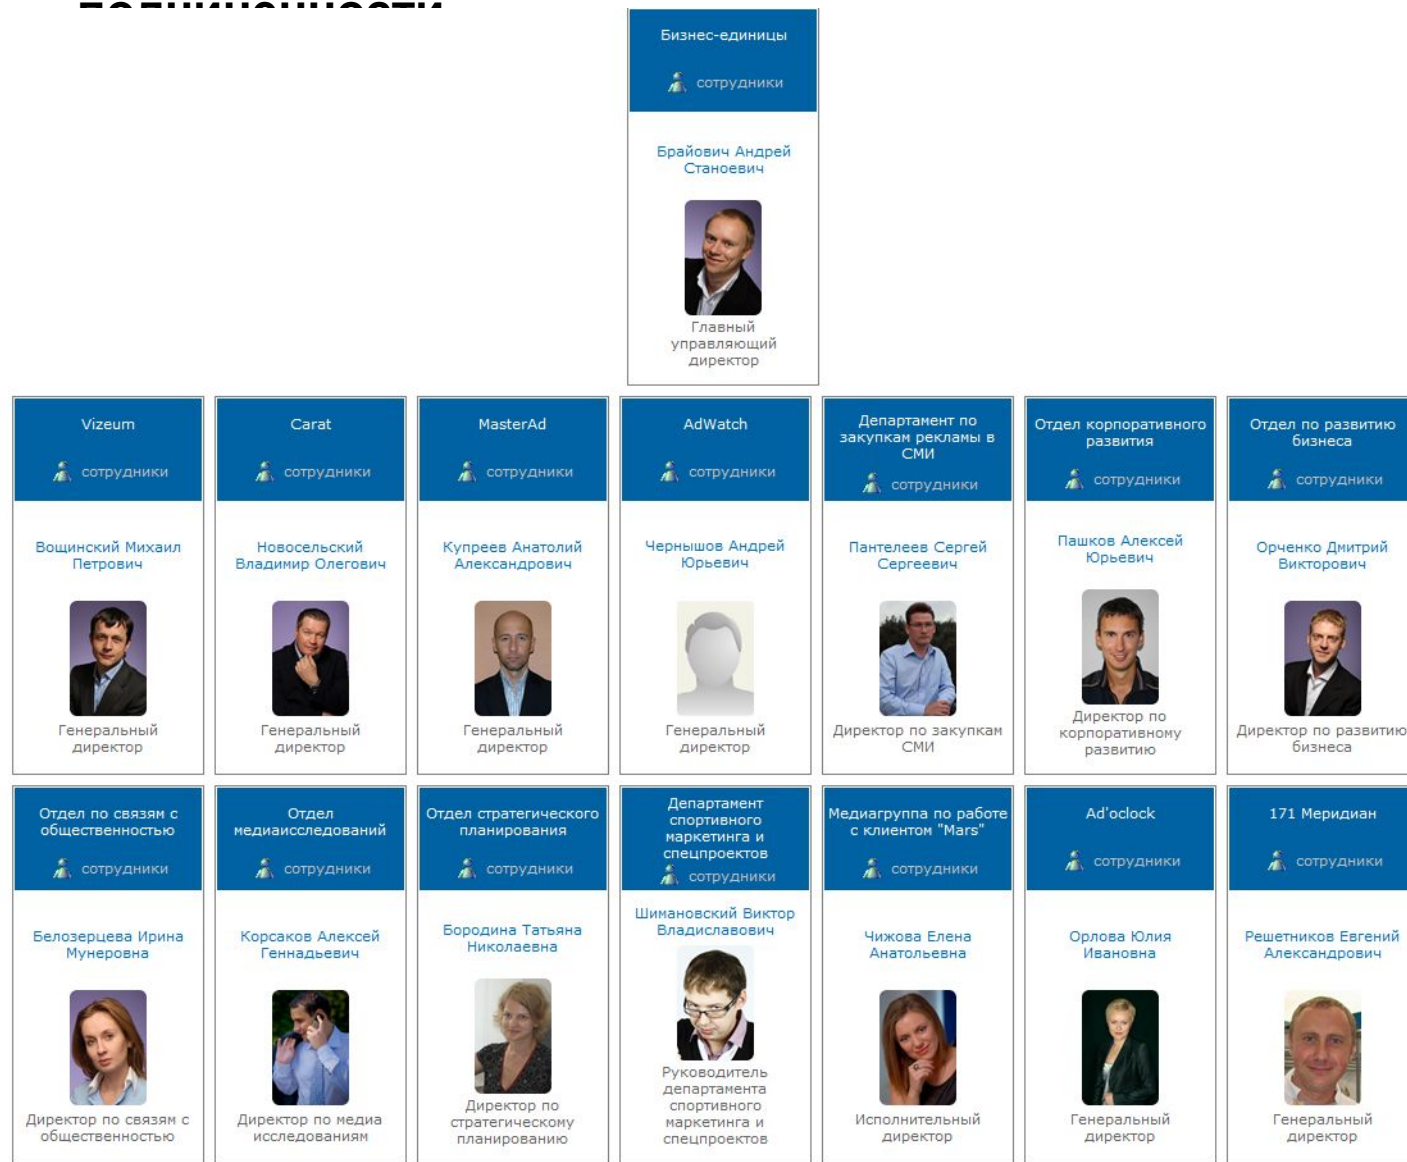 подчиненности
Бизнес-единицы
сотрудники
Брайович Андрей
Станоевич
Главный
управляющий
директор
Vizeum
сотрудники
Вощинский Михаил
Петрович
Генеральный
директор
Carat
сотрудники
Новосельский
Владимир Олегович
Генеральный
директор
MasterAd
сотрудники
Купреев Анатолий
Александрович
Генеральный
директор
AdWatch
сотрудники
Чернышов Андрей
Юрьевич
Генеральный
директор
Департамент по
закупкам рекламы в
СМИ
сотрудники
Пантелеев Сергей
Сергеевич
Директор по закупкам
СМИ
Отдел корпоративного
развития
сотрудники
Пашков Алексей
Юрьевич
Директор по
корпоративному
развитию
Отдел по развитию
бизнеса
сотрудники
Орченко Дмитрий
Викторович
Директор по развитию
бизнеса
Отдел по связям с
общественностью
сотрудники
Белозерцева Ирина
Мунеровна
Директор по связям с
общественностью
Отдел
медиаисследований
сотрудники
Корсаков Алексей
Геннадьевич
Директор по медиа
исследованиям
Отдел стратегического
планирования
сотрудники
Бородина Татьяна
Николаевна
Директор по
стратегическому
планированию
Департамент
спортивного
маркетинга и
спецпроектов
сотрудники
Шимановский Виктор
Владиславович
Руководитель
департамента
спортивного
маркетинга и
спецпроектов
Медиагруппа по работе
с клиентом "Mars"
сотрудники
Чижова Елена
Анатольевна
Исполнительный
директор
Ad'oclock
сотрудники
Орлова Юлия
Ивановна
Генеральный
директор
171 Меридиан
сотрудники
Решетников Евгений
Александрович
Генеральный
директор